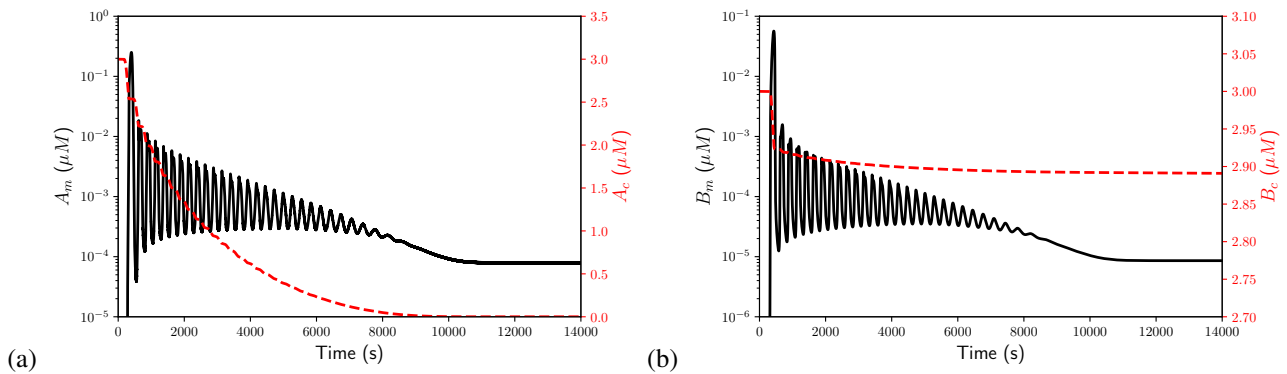 10^0
10^{-1}
10^{-2}
10^{-3}
10^{-4}
10^{-5}
A_m (μM)
3.5
3.0
2.5
2.0
1.5
1.0
0.5
0.0
A_c (μM)
0 2000 4000 6000 8000 10000 12000 14000
Time (s)
(a)
10^{-1}
10^{-2}
10^{-3}
10^{-4}
10^{-5}
10^{-6}
B_m (μM)
3.10
3.05
3.00
2.95
2.90
2.85
2.80
2.75
2.70
B_c (μM)
0 2000 4000 6000 8000 10000 12000 14000
Time (s)
(b)